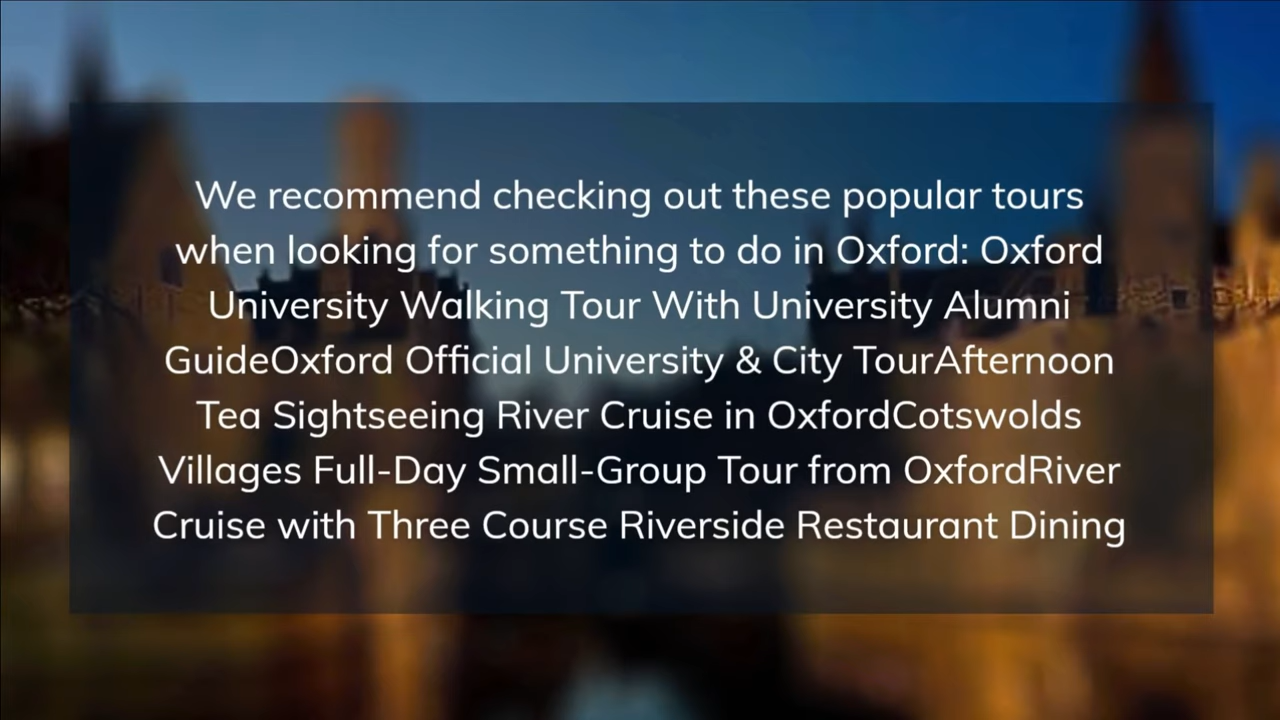 We recommend checking out these popular tours
when looking for something to do in Oxford: Oxford
University Walking Tour With University Alumni
GuideOxford Official University & City TourAfternoon
Tea Sightseeing River Cruise in OxfordCotswolds
Villages Full-Day Small-Group Tour from OxfordRiver
Cruise with Three Course Riverside Restaurant Dining